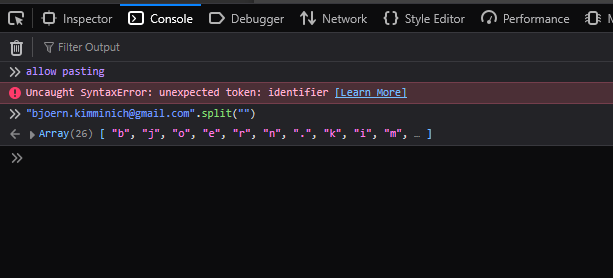 Inspector Console Debugger Network Style Editor Performance
Filter Output
>> allow pasting
Uncaught SyntaxError: unexpected token: identifier [Learn More]
>> "bjoern.kimminich@gmail.com".split("")
Array(26) [ "b", "j", "o", "e", "r", "n", ".", "k", "i", "m", … ]
>>